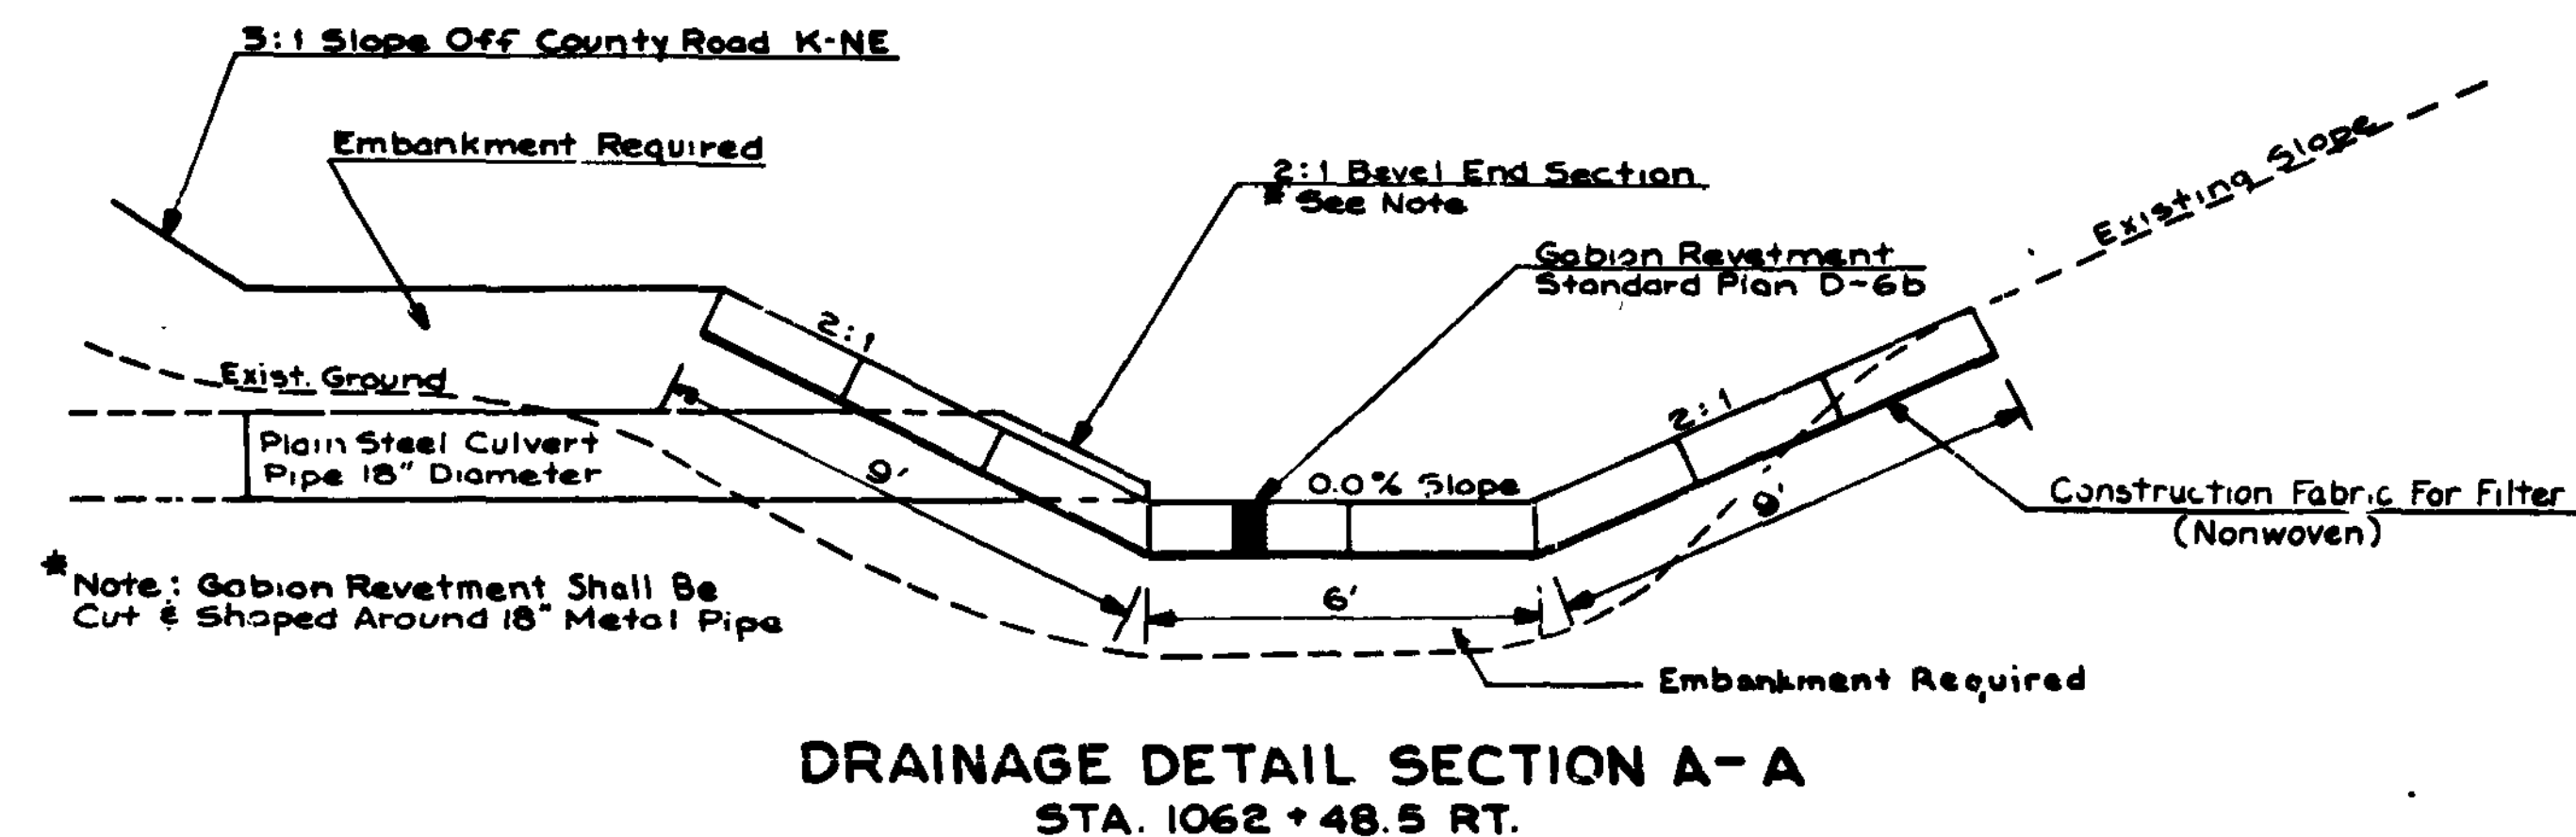 3:1 Slope Off County Road K-NE
Embankment Required
2:1 Bevel End Section
* See Note
Gabion Revetment
Standard Plan D-6b
Existing Slope
2:1
2:1
Exist. Ground
Plain Steel Culvert
Pipe 18" Diameter
9'
0.0% Slope
9'
Construction Fabric For Filter
(Nonwoven)
* Note: Gabion Revetment Shall Be
Cut & Shaped Around 18" Metal Pipe
6'
Embankment Required
DRAINAGE DETAIL SECTION A-A
STA. 1062 + 48.5 RT.